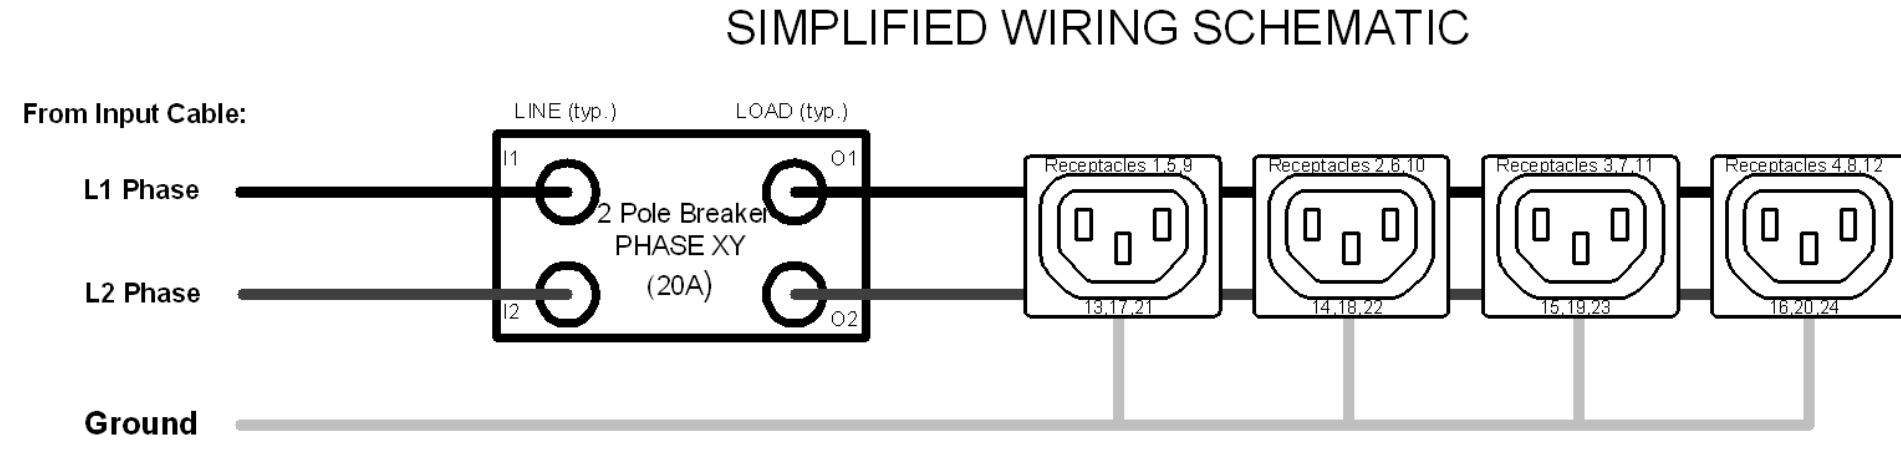 SIMPLIFIED WIRING SCHEMATIC
From Input Cable:
LINE (typ.)
LOAD (typ.)
I1
O1
L1 Phase
2 Pole Breaker
PHASE XY
(20A)
L2 Phase
I2
O2
Receptacles 1,5,9
Receptacles 2,6,10
Receptacles 3,7,11
Receptacles 4,8,12
13,17,21
14,18,22
15,19,23
16,20,24
Ground